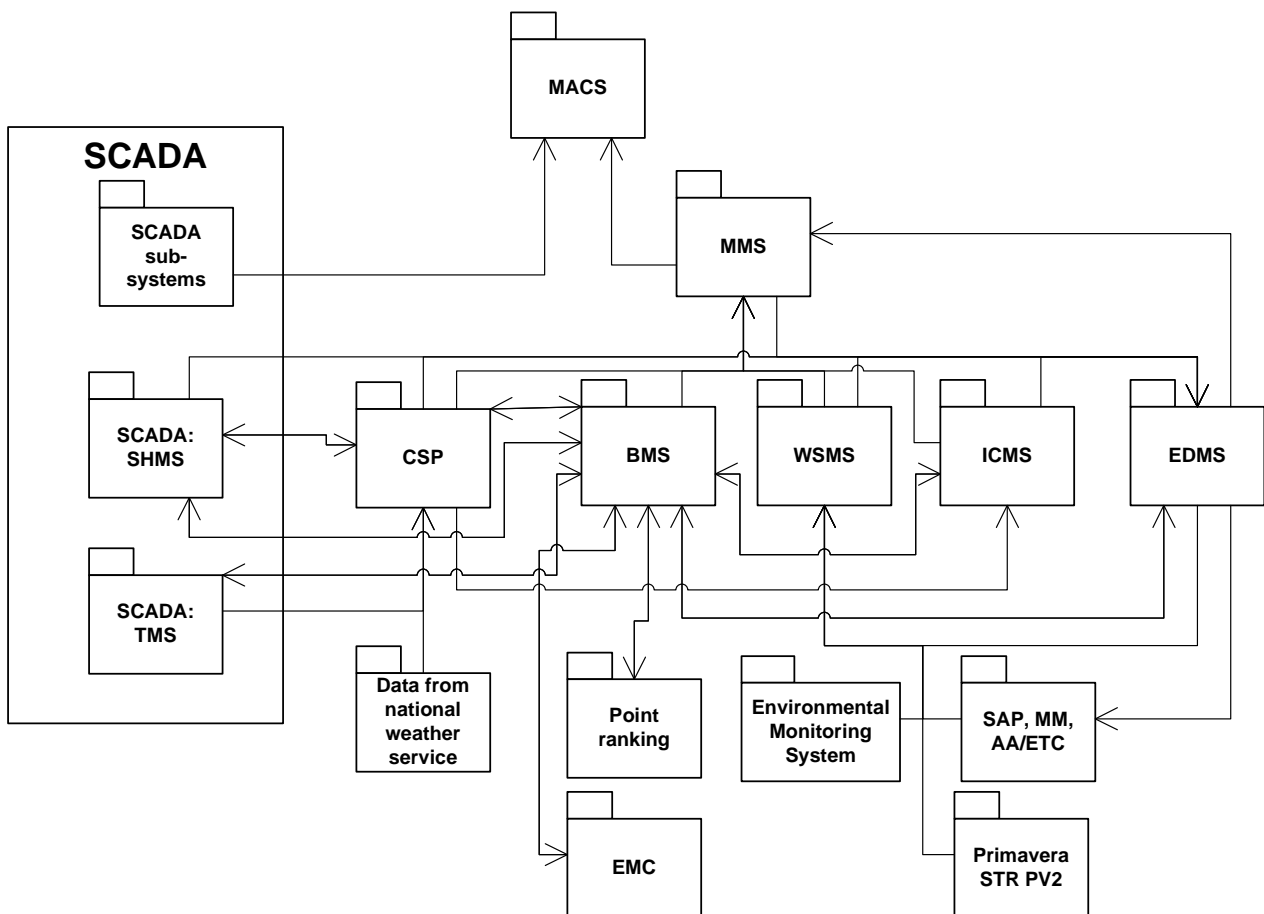 MACS
SCADA
SCADA
sub-
systems
MMS
SCADA:
SHMS
CSP
BMS
WSMS
ICMS
EDMS
SCADA:
TMS
Data from
national
weather
service
Point
ranking
Environmental
Monitoring
System
SAP, MM,
AA/ETC
EMC
Primavera
STR PV2